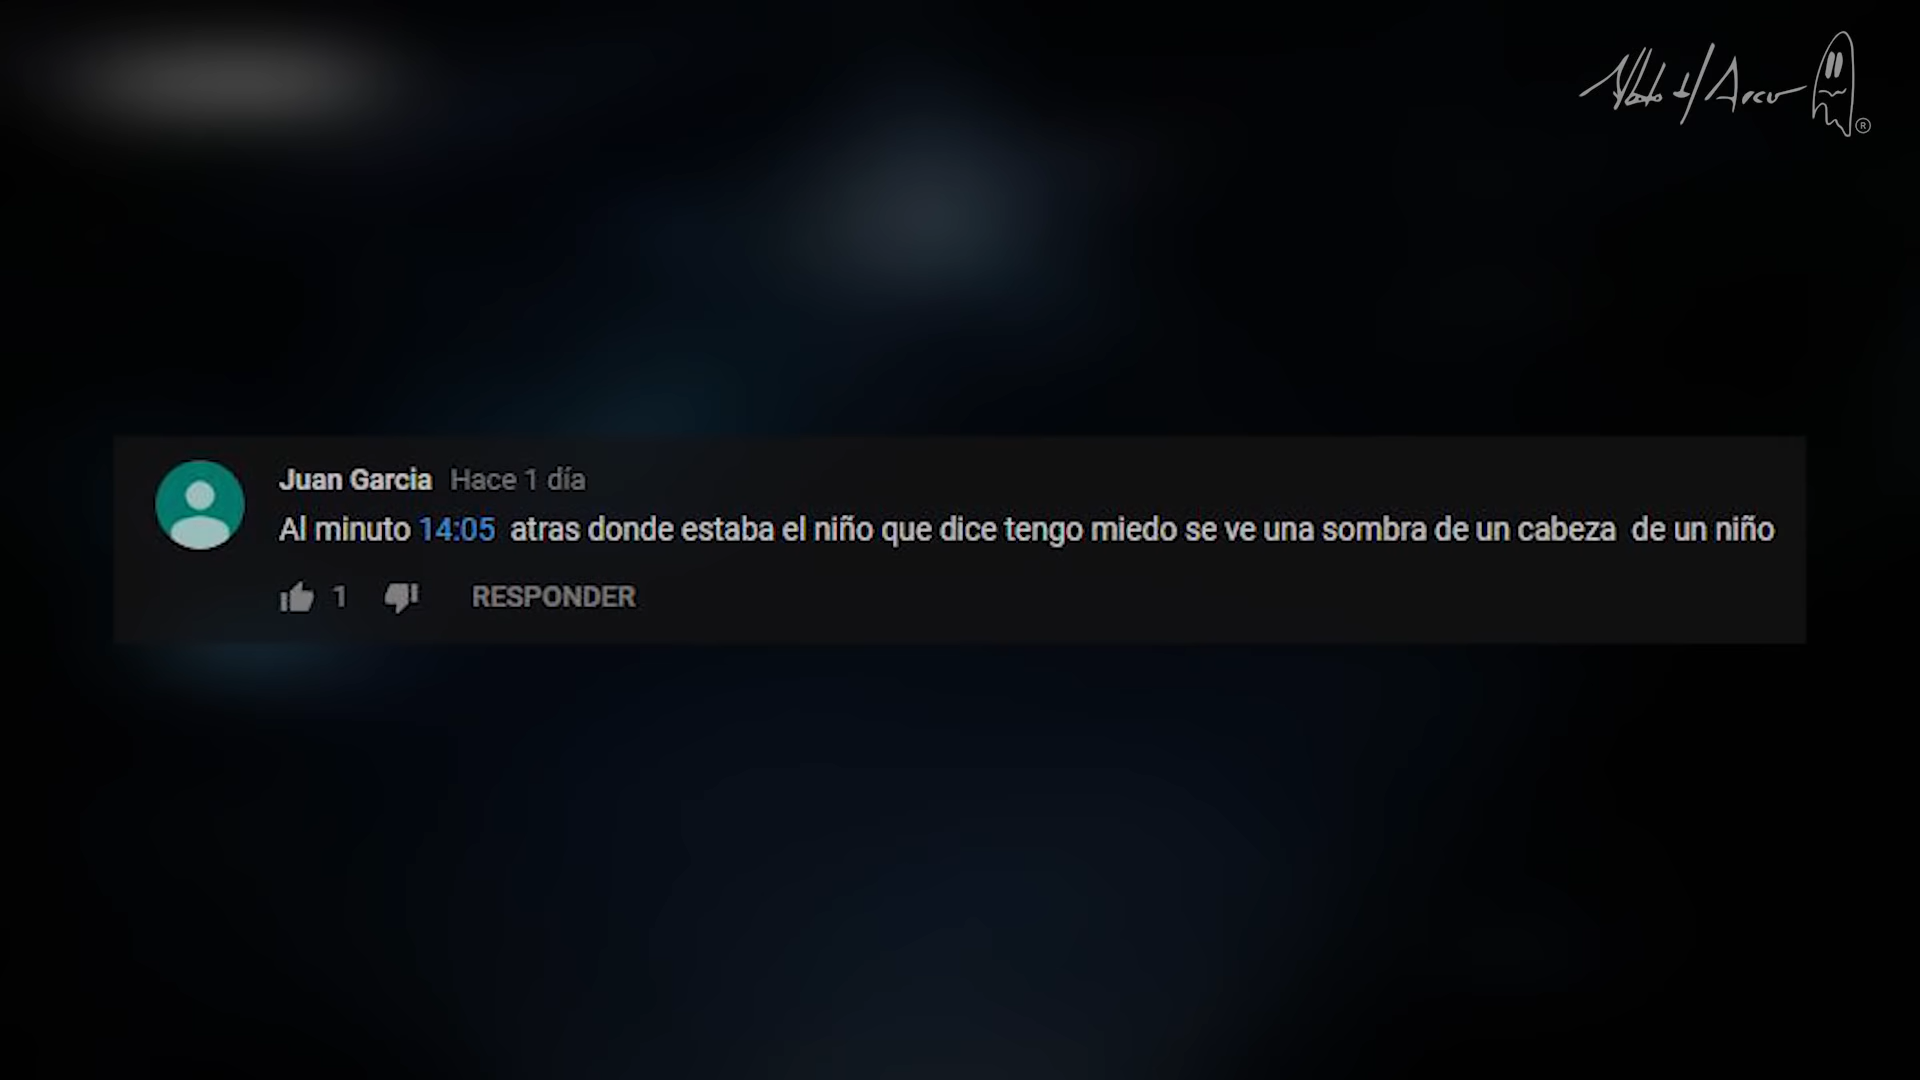 Juan Garcia Hace 1 día
Al minuto 14:05 atras donde estaba el niño que dice tengo miedo se ve una sombra de un cabeza de un niño
1 RESPONDER
®